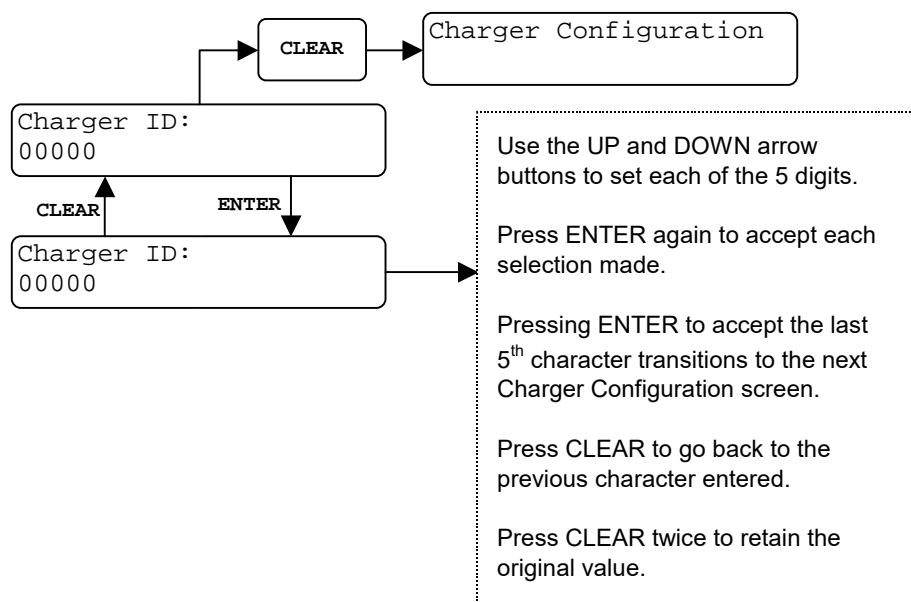 CLEAR
Charger Configuration
Charger ID:
00000
CLEAR
ENTER
Charger ID:
00000
Use the UP and DOWN arrow
buttons to set each of the 5 digits.
Press ENTER again to accept each
selection made.
Pressing ENTER to accept the last
5th character transitions to the next
Charger Configuration screen.
Press CLEAR to go back to the
previous character entered.
Press CLEAR twice to retain the
original value.